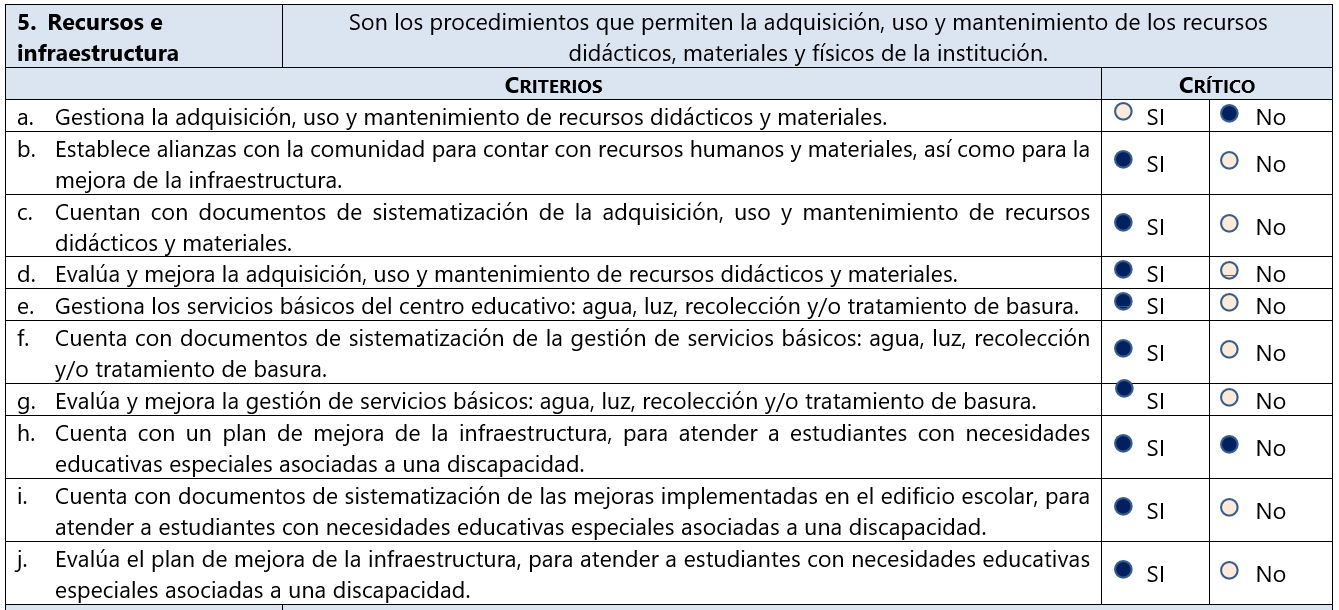 5. Recursos e
infraestructura
Son los procedimientos que permiten la adquisición, uso y mantenimiento de los recursos
didácticos, materiales y físicos de la institución.
CRITERIOS
CRÍTICO
a. Gestiona la adquisición, uso y mantenimiento de recursos didácticos y materiales.
SI No
b. Establece alianzas con la comunidad para contar con recursos humanos y materiales, así como para la
mejora de la infraestructura.
SI No
c. Cuentan con documentos de sistematización de la adquisición, uso y mantenimiento de recursos
didácticos y materiales.
SI No
d. Evalúa y mejora la adquisición, uso y mantenimiento de recursos didácticos y materiales.
SI No
e. Gestiona los servicios básicos del centro educativo: agua, luz, recolección y/o tratamiento de basura.
SI No
f. Cuenta con documentos de sistematización de la gestión de servicios básicos: agua, luz, recolección
y/o tratamiento de basura.
SI No
g. Evalúa y mejora la gestión de servicios básicos: agua, luz, recolección y/o tratamiento de basura.
SI No
h. Cuenta con un plan de mejora de la infraestructura, para atender a estudiantes con necesidades
educativas especiales asociadas a una discapacidad.
SI No
i. Cuenta con documentos de sistematización de las mejoras implementadas en el edificio escolar, para
atender a estudiantes con necesidades educativas especiales asociadas a una discapacidad.
SI No
j. Evalúa el plan de mejora de la infraestructura, para atender a estudiantes con necesidades educativas
especiales asociadas a una discapacidad.
SI No